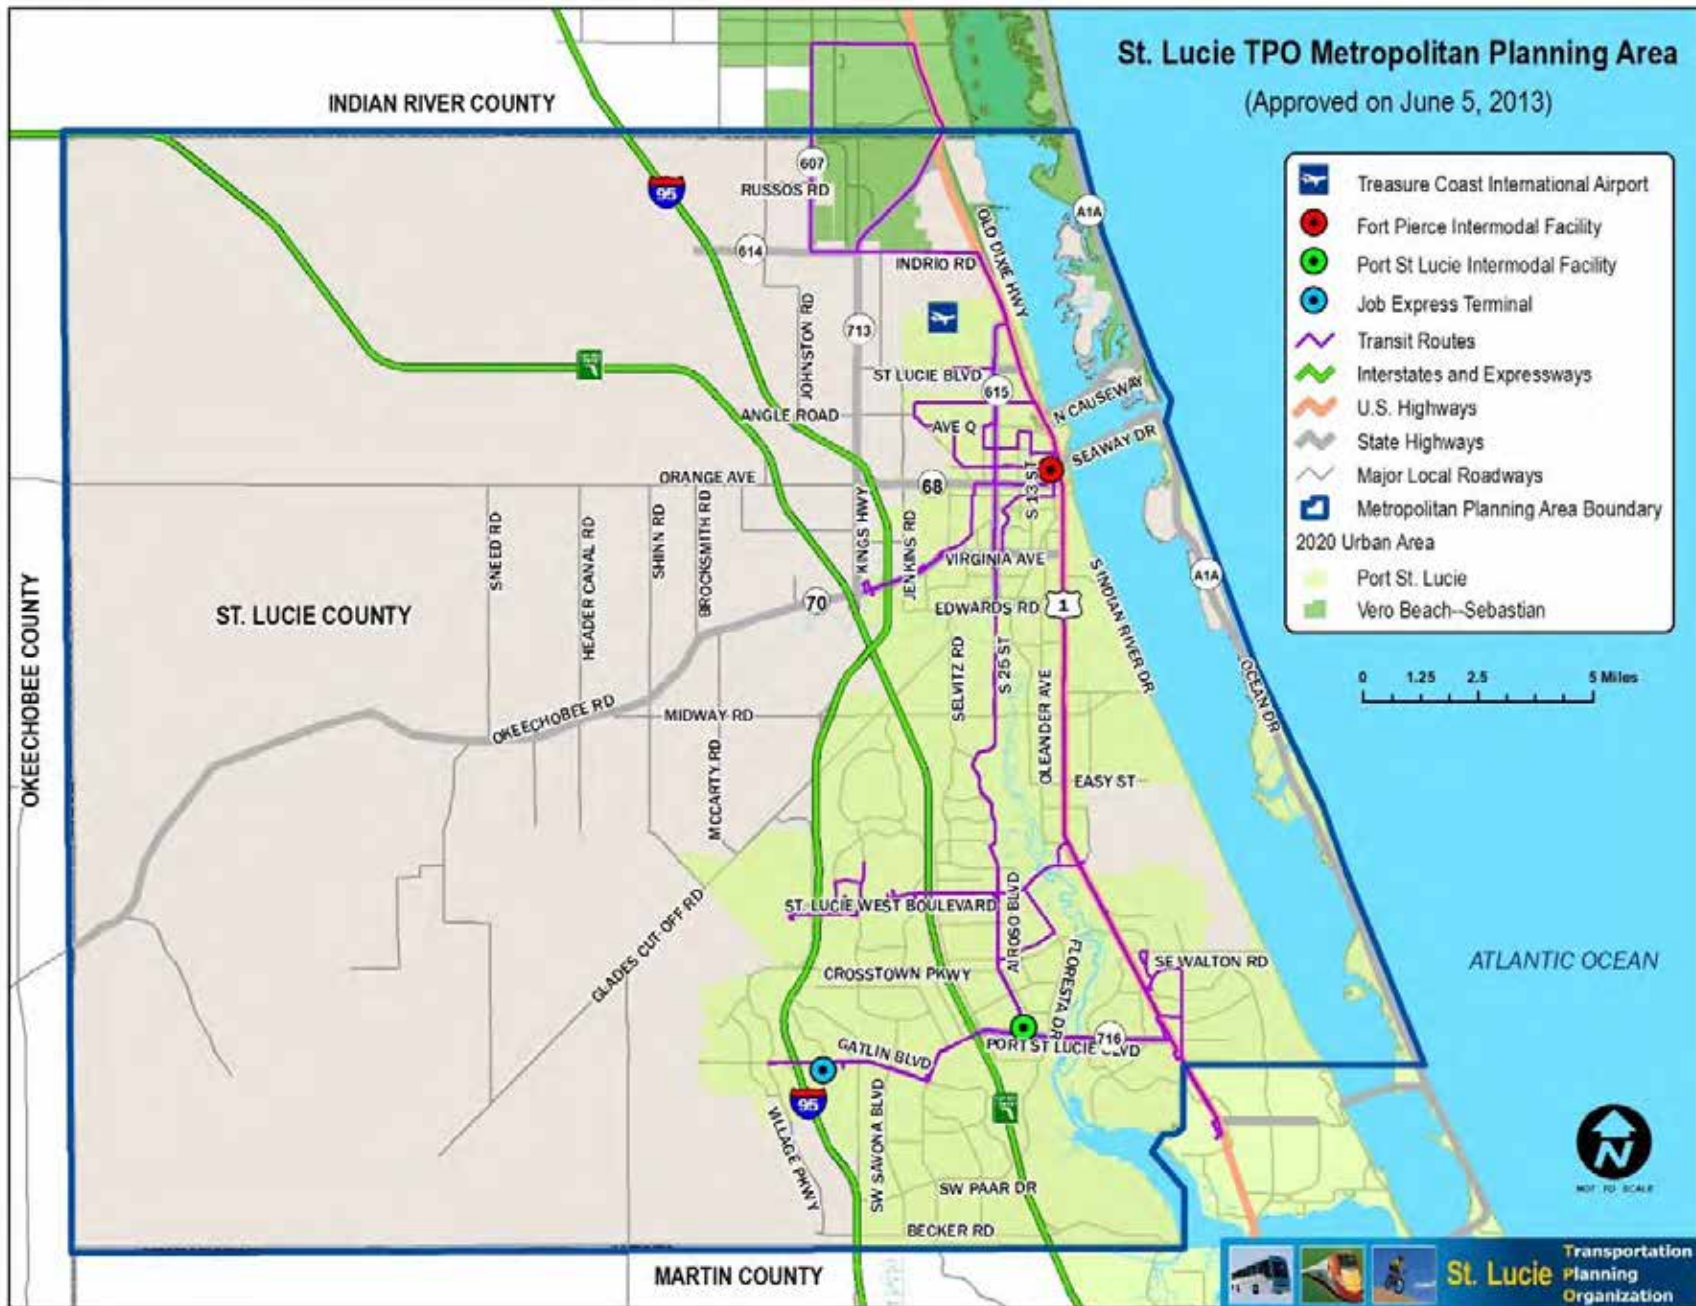 St. Lucie TPO Metropolitan Planning Area
(Approved on June 5, 2013)
INDIAN RIVER COUNTY
Treasure Coast International Airport
Fort Pierce Intermodal Facility
Port St Lucie Intermodal Facility
Job Express Terminal
Transit Routes
Interstates and Expressways
U.S. Highways
State Highways
Major Local Roadways
Metropolitan Planning Area Boundary
2020 Urban Area
Port St. Lucie
Vero Beach--Sebastian
0 1.25 2.5 5 Miles
607
95
RUSSOS RD
A1A
614
INDRIO RD
OLD DIXIE HWY
JOHNSTON RD
713
ST LUCIE BLVD
615
N CAUSEWAY
ANGLE ROAD
AVE Q
SEAWAY DR
ORANGE AVE
68
S 13 ST
SNEED RD
HEADER CANAL RD
SHINN RD
BROCKSMITH RD
KINGS HWY
JENKINS RD
VIRGINIA AVE
S INDIAN RIVER DR
A1A
70
EDWARDS RD
1
OKEECHOBEE COUNTY
ST. LUCIE COUNTY
SELVITZ RD
S 25 ST
OLEANDER AVE
OCEAN DR
OKEECHOBEE RD
MIDWAY RD
MCCARTY RD
EASY ST
GLADES CUT OFF RD
ST. LUCIE WEST BOULEVARD
AIROSO BLVD
FLORESTA DR
SE WALTON RD
ATLANTIC OCEAN
CROSSTOWN PKWY
716
PORT ST LUCIE BLVD
GATLIN BLVD
95
VILLAGE PKWY
SW SAVONA BLVD
SW PAAR DR
BECKER RD
MARTIN COUNTY
N
NOT TO SCALE
St. Lucie
Transportation
Planning
Organization